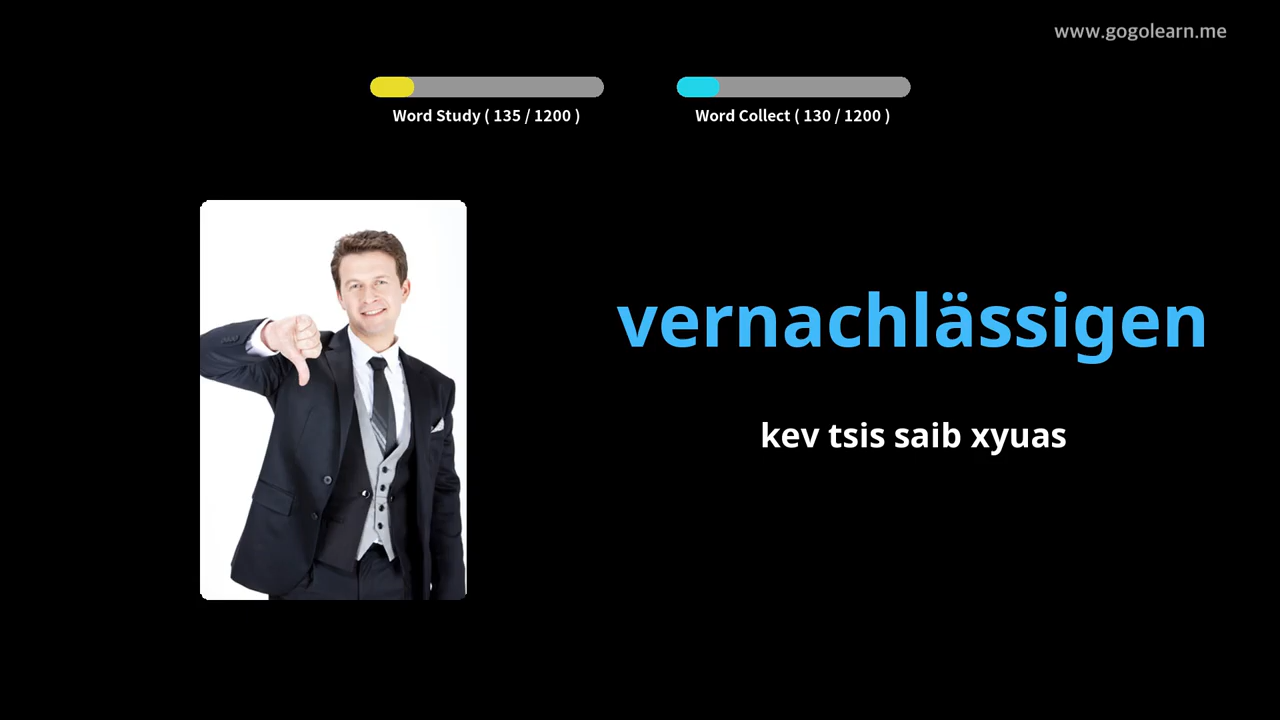 www.gogolearn.me
Word Study ( 135 / 1200 )
Word Collect ( 130 / 1200 )
vernachlässigen
kev tsis saib xyuas